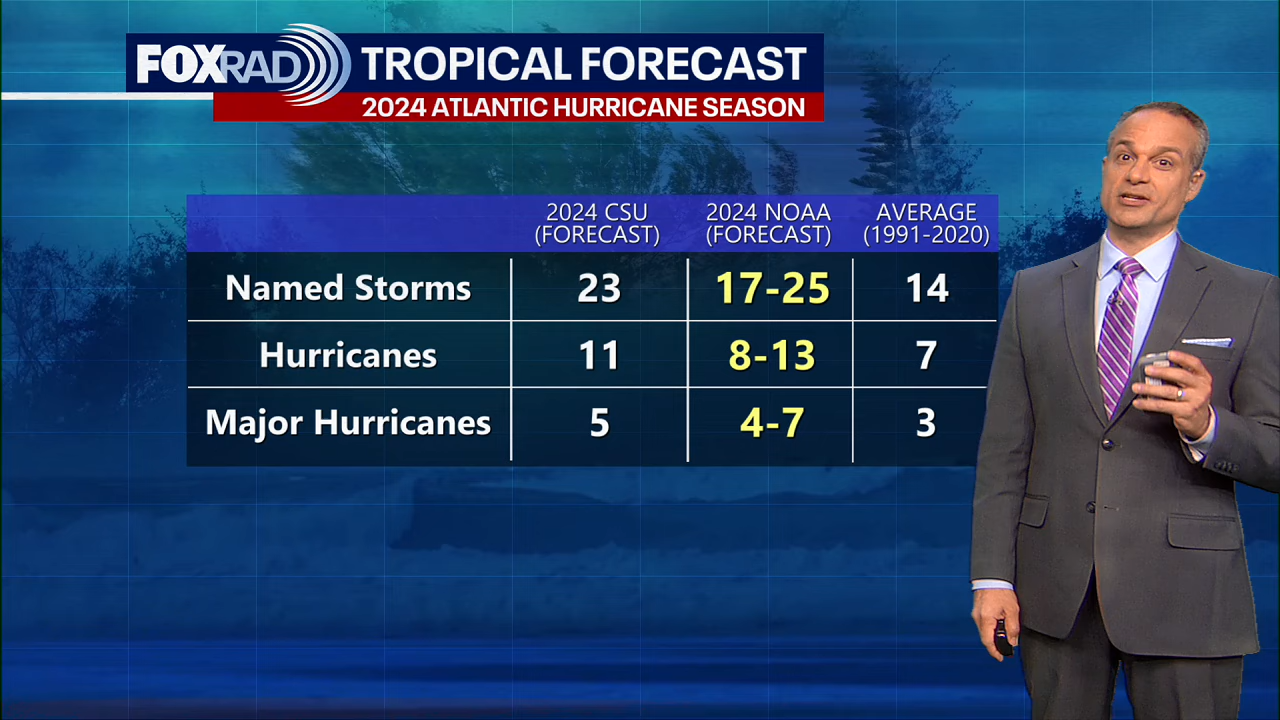 FOXRAD TROPICAL FORECAST
2024 ATLANTIC HURRICANE SEASON
2024 CSU 2024 NOAA AVERAGE
(FORECAST) (FORECAST) (1991-2020)
Named Storms 23 17-25 14
Hurricanes 11 8-13 7
Major Hurricanes 5 4-7 3